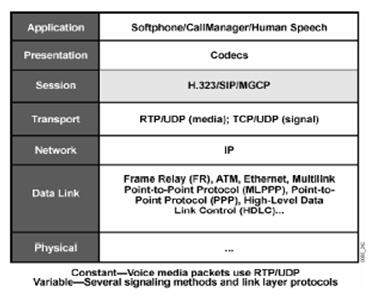 Application Softphone/CallManager/Human Speech
Presentation Codecs
Session H.323/SIP/MGCP
Transport RTP/UDP (media); TCP/UDP (signal)
Network IP
Data Link
Frame Relay (FR), ATM, Ethernet, Multilink
Point-to-Point Protocol (MLPPP), Point-to-
Point Protocol (PPP), High-Level Data
Link Control (HDLC)...
Physical ...
Constant—Voice media packets use RTP/UDP
Variable—Several signaling methods and link layer protocols